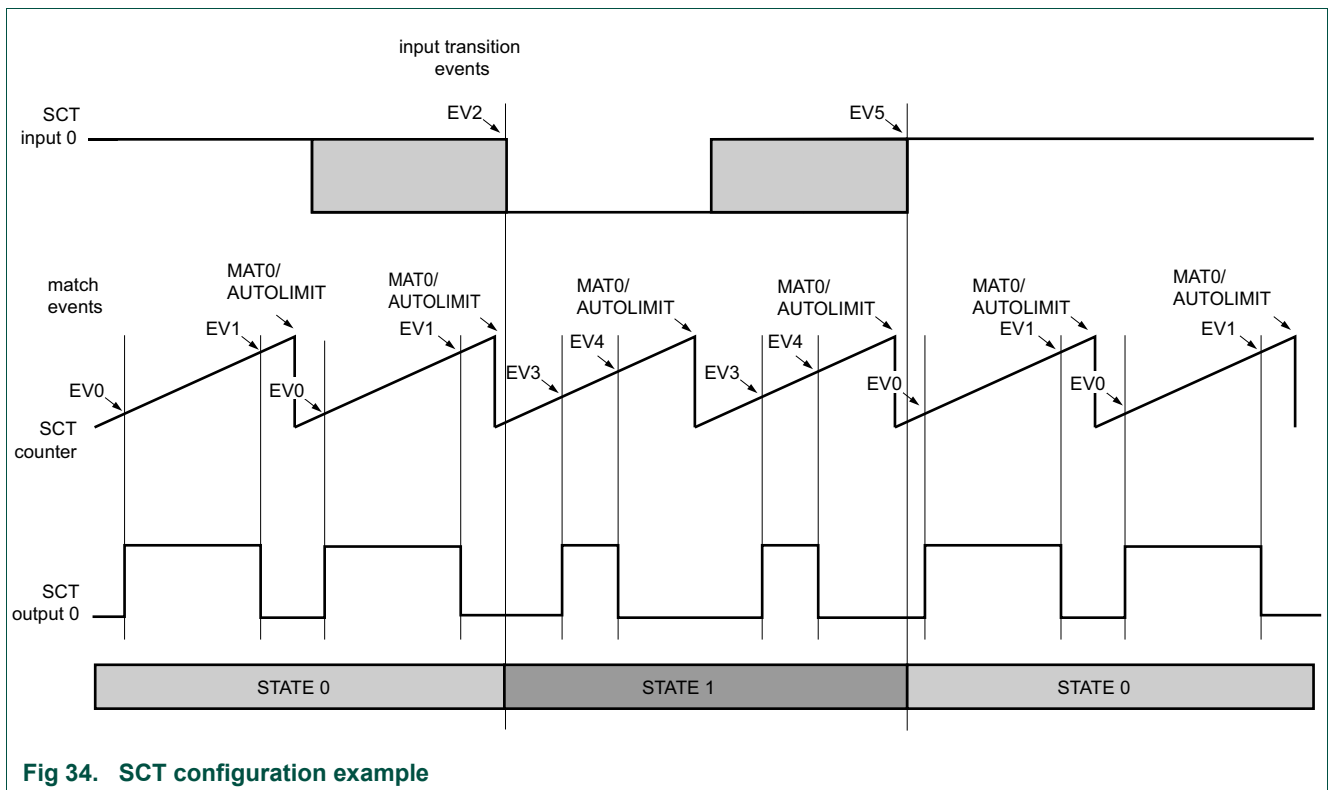 input transition
events
SCT
input 0
EV2
EV5
match
events
MAT0/
AUTOLIMIT
MAT0/
AUTOLIMIT
MAT0/
AUTOLIMIT
MAT0/
AUTOLIMIT
MAT0/
AUTOLIMIT
MAT0/
AUTOLIMIT
EV0
EV1
EV0
EV1
EV3
EV4
EV3
EV4
EV0
EV1
EV0
EV1
SCT
counter
SCT
output 0
STATE 0
STATE 1
STATE 0
Fig 34. SCT configuration example